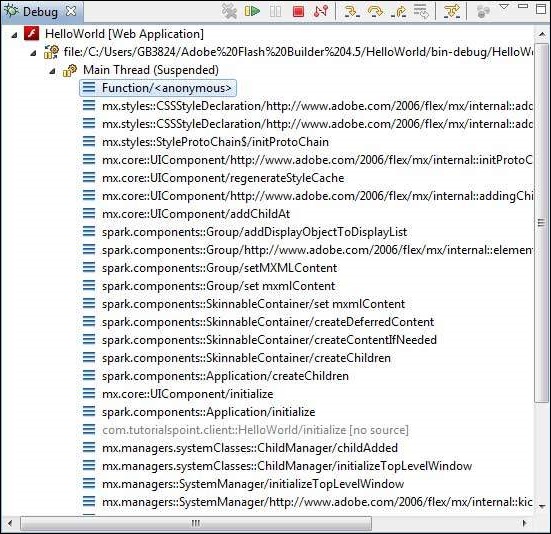 Debug
HelloWorld [Web Application]
file:/C:/Users/GB3824/Adobe%20Flash%20Builder%204.5/HelloWorld/bin-debug/HelloWo
Main Thread (Suspended)
Function/<anonymous>
mx.styles::CSSStyleDeclaration/http://www.adobe.com/2006/flex/mx/internal::addS
mx.styles::CSSStyleDeclaration/http://www.adobe.com/2006/flex/mx/internal::addS
mx.styles::StyleProtoChain$/initProtoChain
mx.core::UIComponent/http://www.adobe.com/2006/flex/mx/internal::initProtoC
mx.core::UIComponent/regenerateStyleCache
mx.core::UIComponent/http://www.adobe.com/2006/flex/mx/internal::addingChi
mx.core::UIComponent/addChildAt
spark.components::Group/addDisplayObjectToDisplayList
spark.components::Group/http://www.adobe.com/2006/flex/mx/internal::element
spark.components::Group/setMXMLContent
spark.components::Group/set mxmlContent
spark.components::SkinnableContainer/set mxmlContent
spark.components::SkinnableContainer/createDeferredContent
spark.components::SkinnableContainer/createContentIfNeeded
spark.components::SkinnableContainer/createChildren
spark.components::Application/createChildren
mx.core::UIComponent/initialize
spark.components::Application/initialize
com.tutorialspoint.client::HelloWorld/initialize [no source]
mx.managers.systemClasses::ChildManager/childAdded
mx.managers.systemClasses::ChildManager/initializeTopLevelWindow
mx.managers::SystemManager/initializeTopLevelWindow
mx.managers::SystemManager/http://www.adobe.com/2006/flex/mx/internal::kic